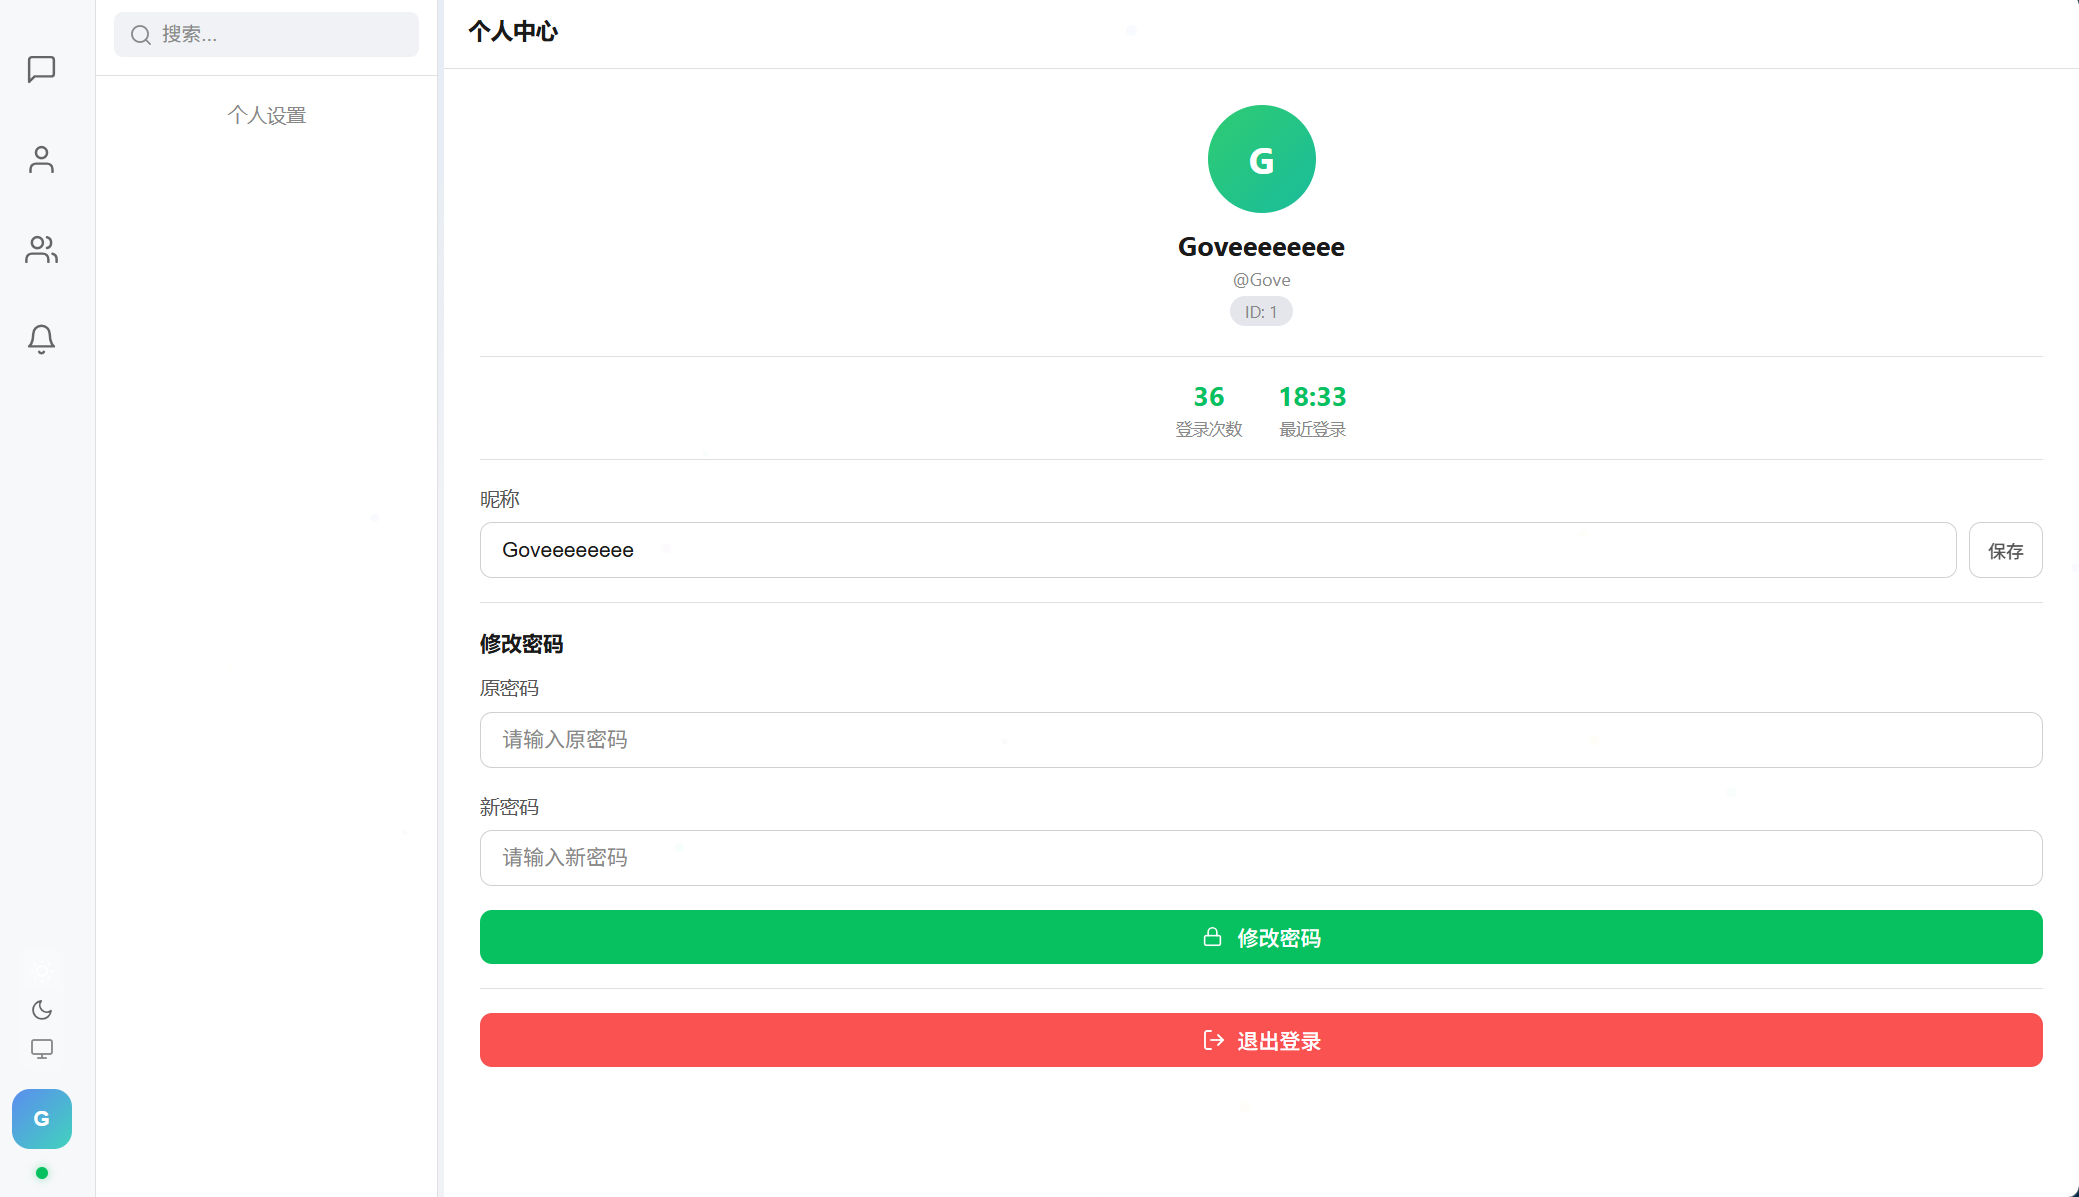 搜索...
个人设置
G
个人中心
G
Goveeeeeeee
@Gove
ID: 1
36 18:33
登录次数 最近登录
昵称
Goveeeeeeee
保存
修改密码
原密码
请输入原密码
新密码
请输入新密码
修改密码
退出登录